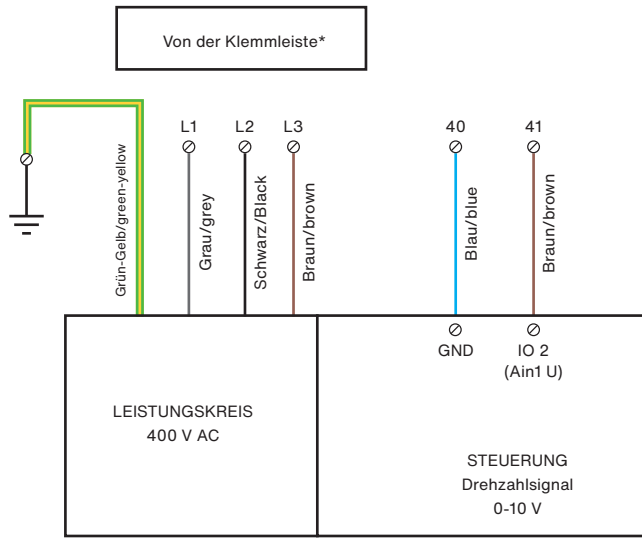 Von der Klemmleiste*
L1
L2
L3
40
41
Grün-Gelb/green-yellow
Grau/grey
Schwarz/Black
Braun/brown
Blau/blue
Braun/brown
GND
IO 2
(Ain1 U)
LEISTUNGSKREIS
400 V AC
STEUERUNG
Drehzahlsignal
0-10 V